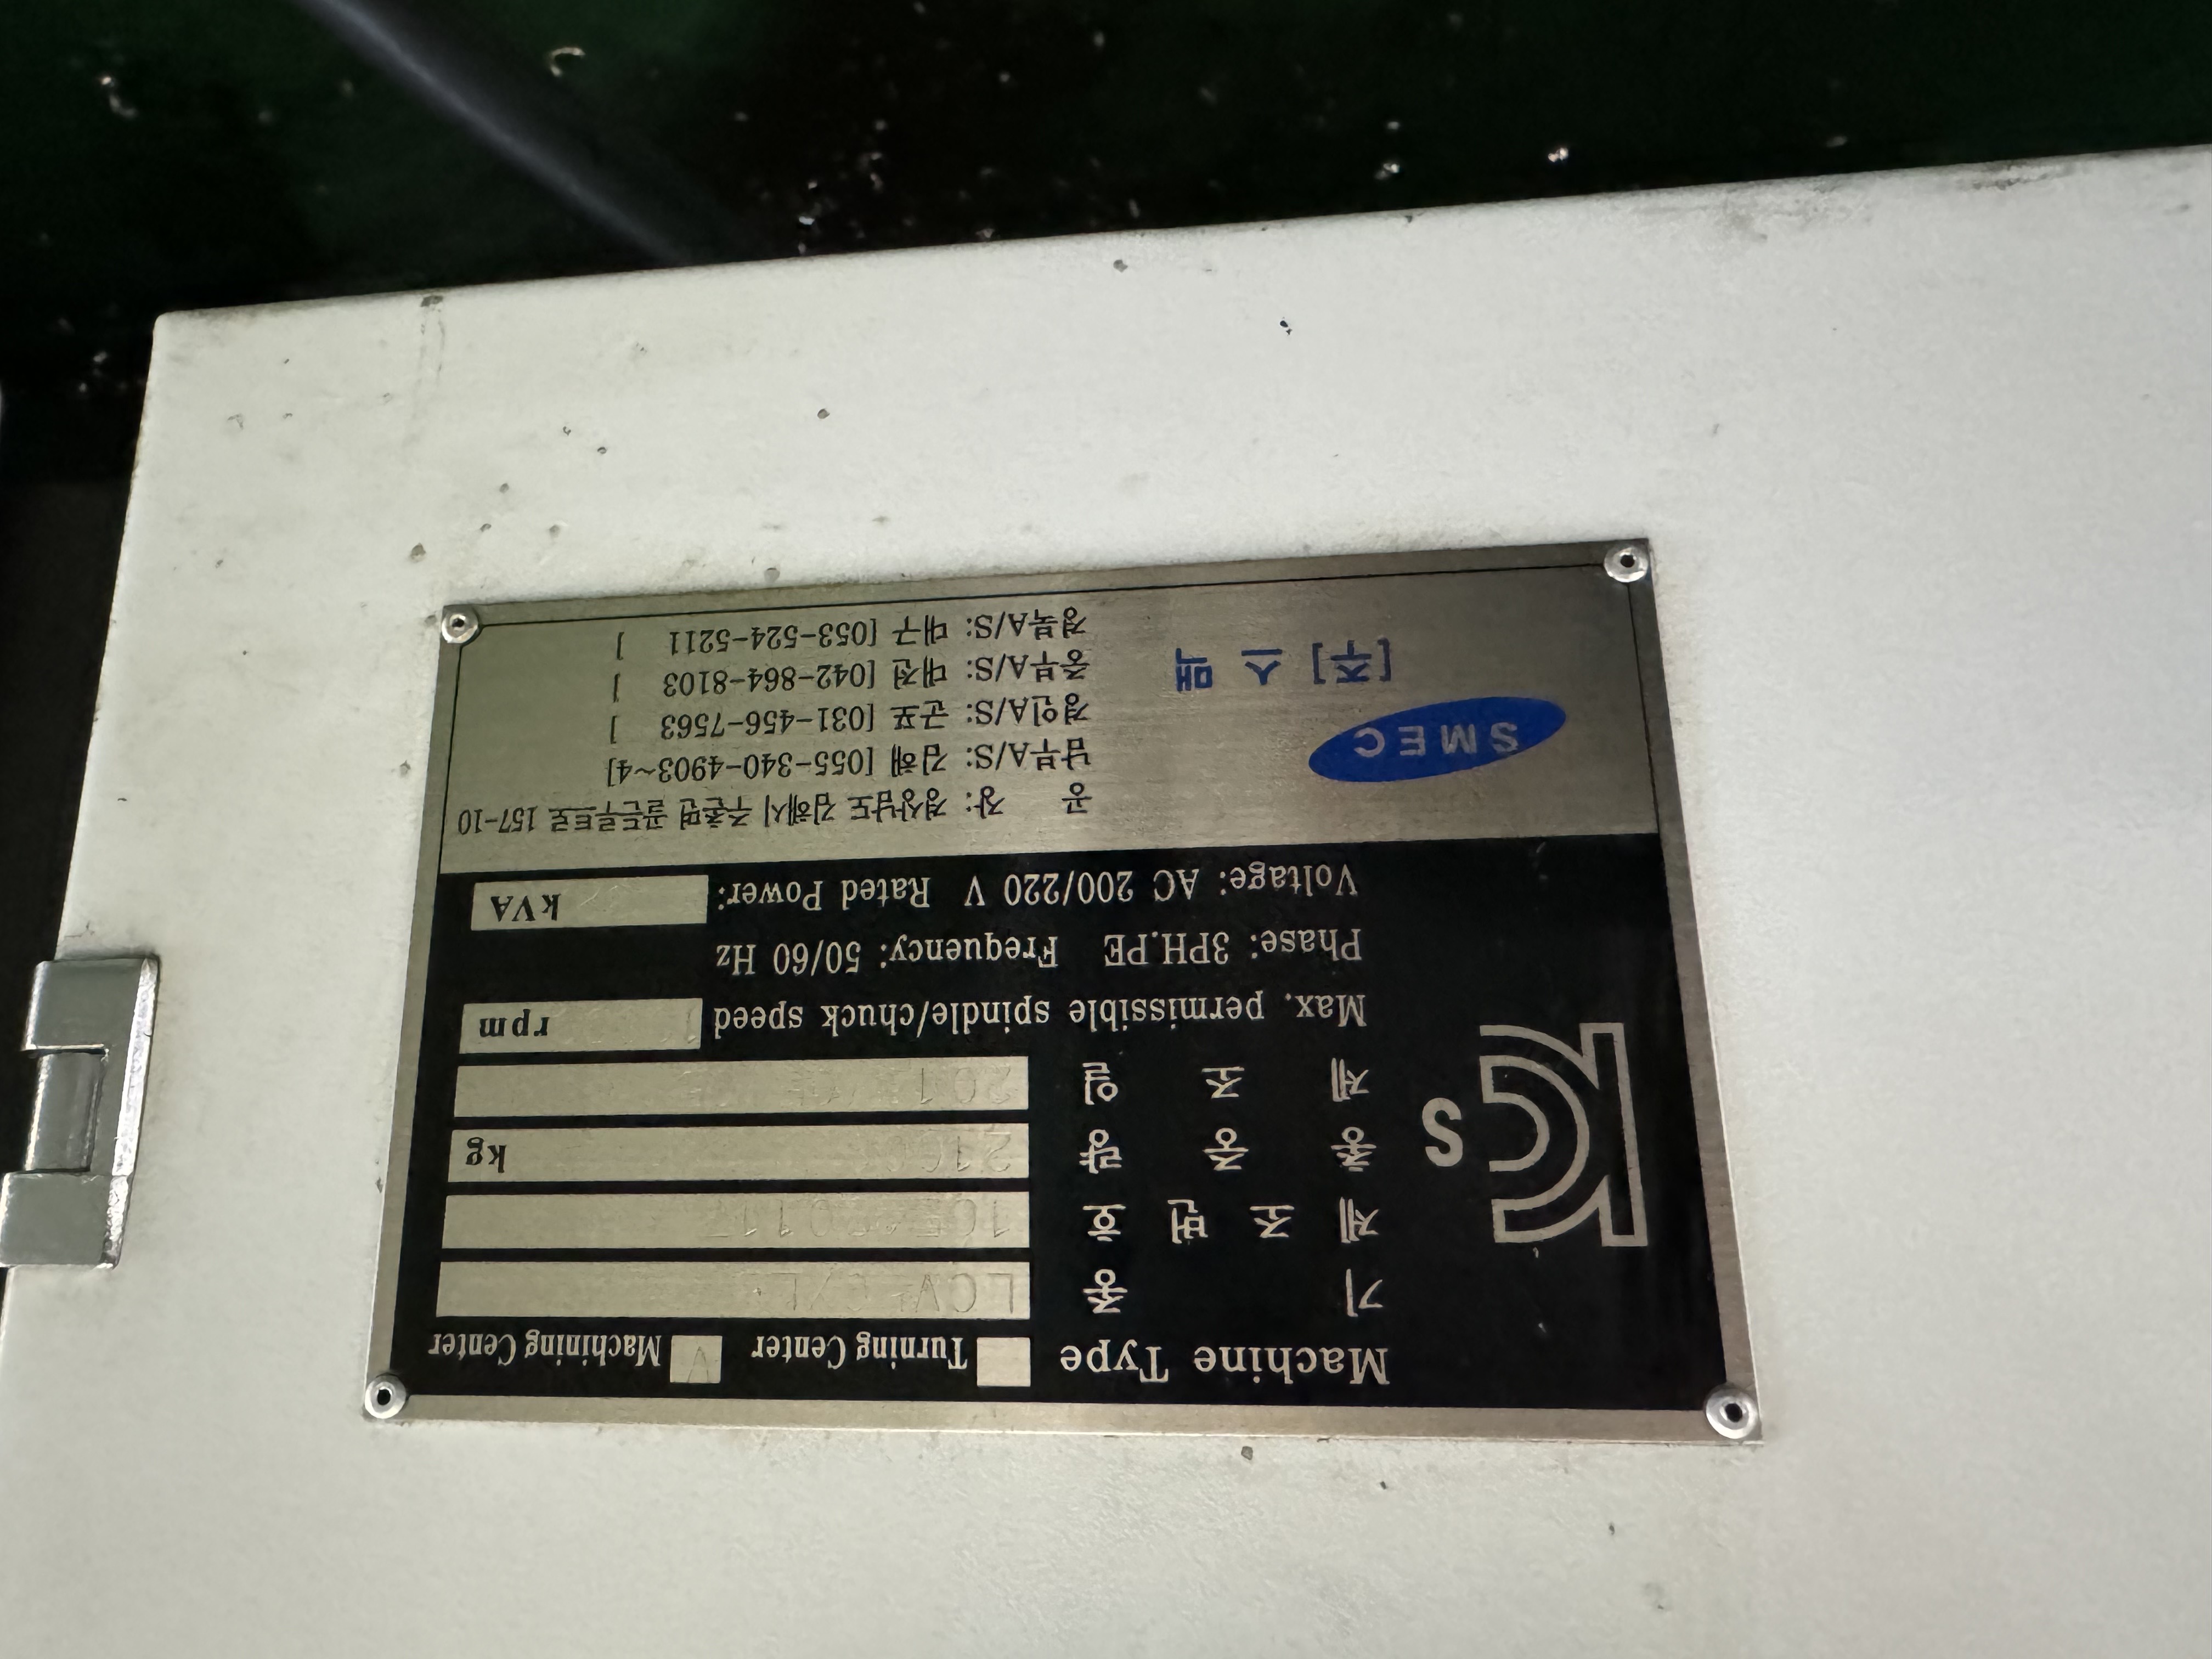 Machine Type Turning Center V Machining Center
기 종
제 조 번 호
총 중 량 kg
제 조 일
Max. permissible spindle/chuck speed rpm
Phase: 3PH.PE Frequency: 50/60 Hz
Voltage: AC 200/220 V Rated Power: kVA
KCs
공 장: 경상남도 김해시 주촌면 골든루트로 157-10
남부A/S: 김해 [055-340-4903~4]
경인A/S: 군포 [031-456-7563 ]
중부A/S: 대전 [042-864-8103 ]
경북A/S: 대구 [053-524-5211 ]
SMEC
[주] 스 맥